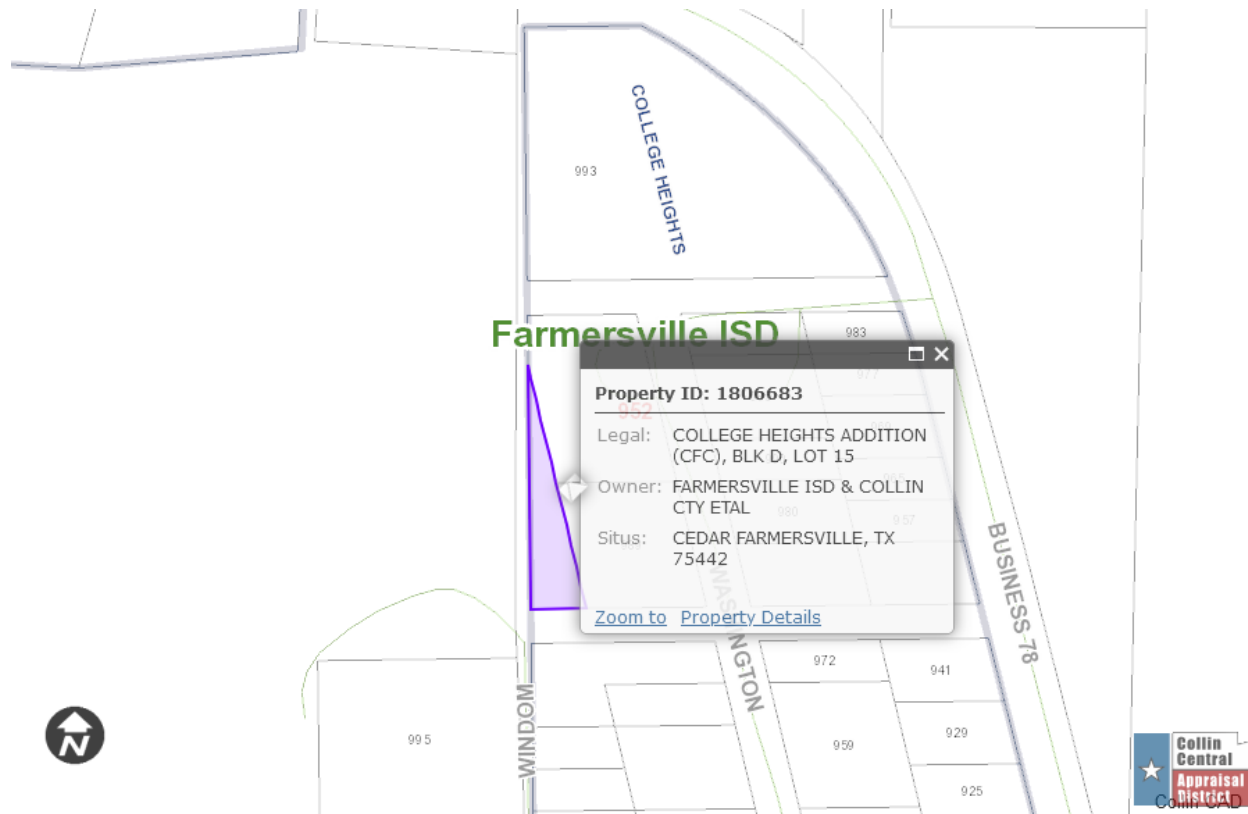 COLLEGE HEIGHTS
993
Farmersville ISD
983
977
952
Property ID: 1806683
Legal: COLLEGE HEIGHTS ADDITION
(CFC), BLK D, LOT 15
Owner: FARMERSVILLE ISD & COLLIN
CTY ETAL
980
957
Situs: CEDAR FARMERSVILLE, TX
75442
Zoom to Property Details
BUSINESS 78
WASHINGTON
WINDOM
972
941
995
959
929
925
N
Collin
Central
Appraisal
District
Collin CAD